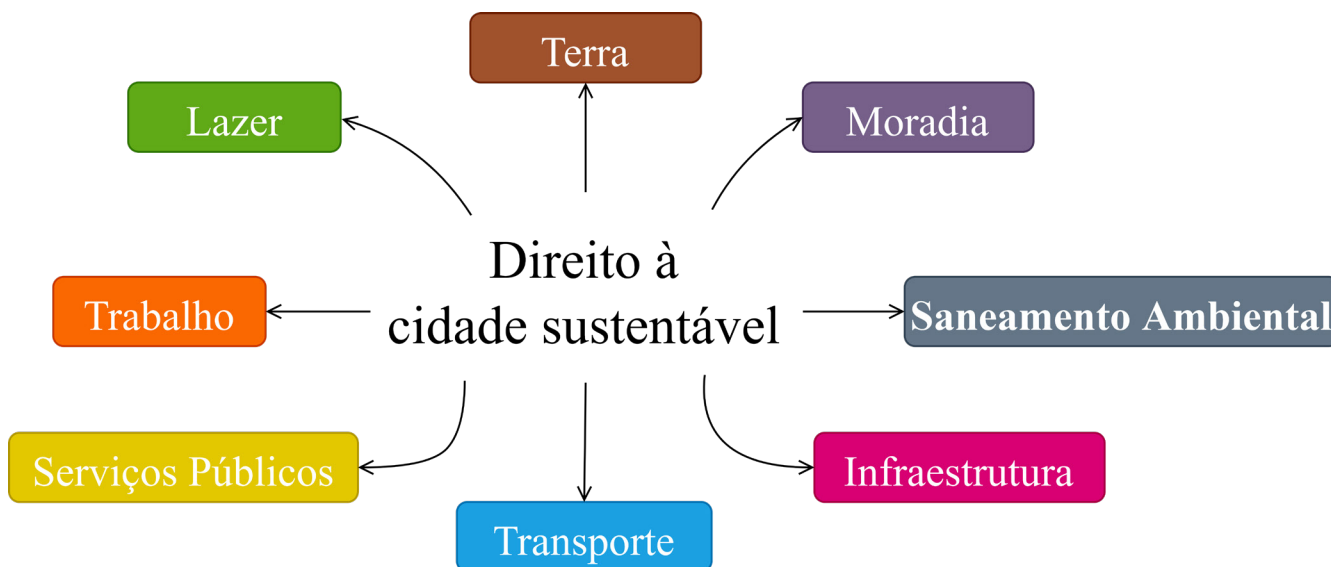 Terra
Lazer
Moradia
Direito à
cidade sustentável
Trabalho
Saneamento Ambiental
Serviços Públicos
Infraestrutura
Transporte